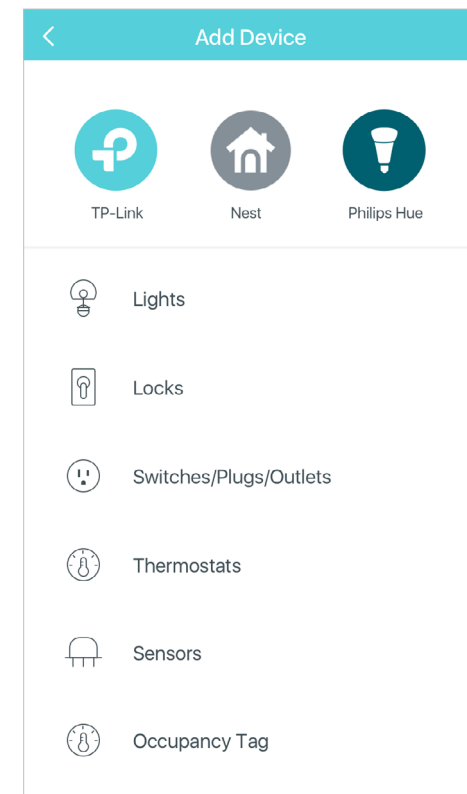 Add Device
TP-Link Nest Philips Hue
Lights
Locks
Switches/Plugs/Outlets
Thermostats
Sensors
Occupancy Tag